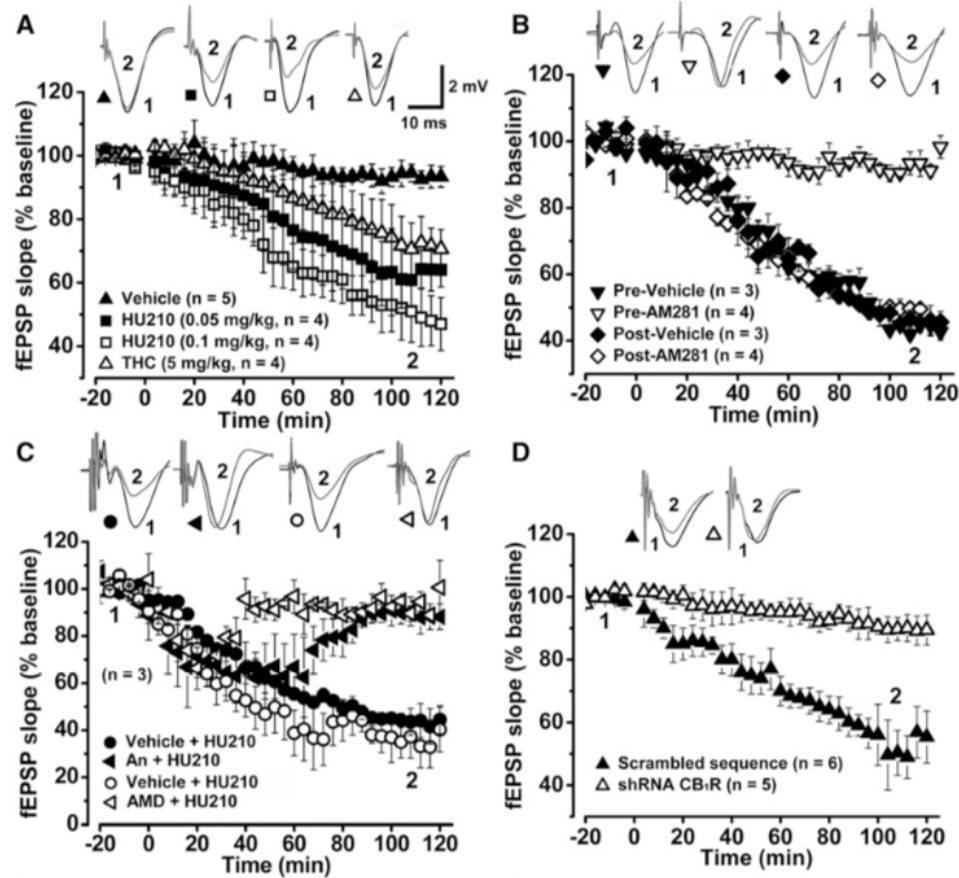 A
2 2 2 2
1 1 1 1
2 mV
10 ms
120
100
80
60
40
fEPSP slope (% baseline)
1
Vehicle (n = 5)
HU210 (0.05 mg/kg, n = 4)
HU210 (0.1 mg/kg, n = 4)
THC (5 mg/kg, n = 4)
2
-20 0 20 40 60 80 100 120
Time (min)
B
2 2 2 2
1 1 1 1
120
100
80
60
40
fEPSP slope (% baseline)
1
Pre-Vehicle (n = 3)
Pre-AM281 (n = 4)
Post-Vehicle (n = 3)
Post-AM281 (n = 4)
2
-20 0 20 40 60 80 100 120
Time (min)
C
2 2 2 2
1 1 1 1
120
100
80
60
40
20
0
fEPSP slope (% baseline)
1
(n = 3)
Vehicle + HU210
An + HU210
Vehicle + HU210
AMD + HU210
2
-20 0 20 40 60 80 100 120
Time (min)
D
2 2
1 1
120
100
80
60
40
fEPSP slope (% baseline)
1
2
Scrambled sequence (n = 6)
shRNA CB₁R (n = 5)
-20 0 20 40 60 80 100 120
Time (min)